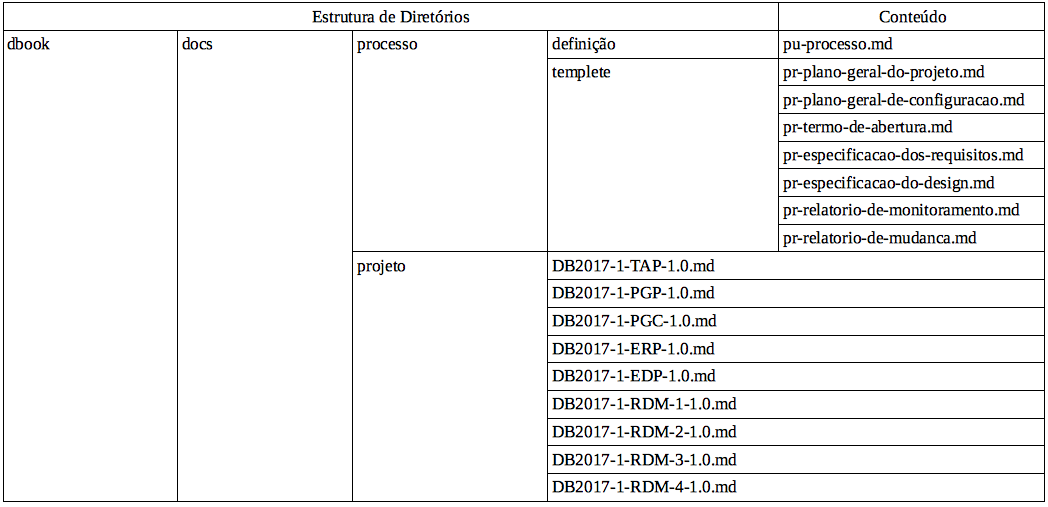 Estrutura de Diretórios Conteúdo
dbook docs processo definição pu-processo.md
templete pr-plano-geral-do-projeto.md
pr-plano-geral-de-configuracao.md
pr-termo-de-abertura.md
pr-especificacao-dos-requisitos.md
pr-especificacao-do-design.md
pr-relatorio-de-monitoramento.md
pr-relatorio-de-mudanca.md
projeto DB2017-1-TAP-1.0.md
DB2017-1-PGP-1.0.md
DB2017-1-PGC-1.0.md
DB2017-1-ERP-1.0.md
DB2017-1-EDP-1.0.md
DB2017-1-RDM-1-1.0.md
DB2017-1-RDM-2-1.0.md
DB2017-1-RDM-3-1.0.md
DB2017-1-RDM-4-1.0.md